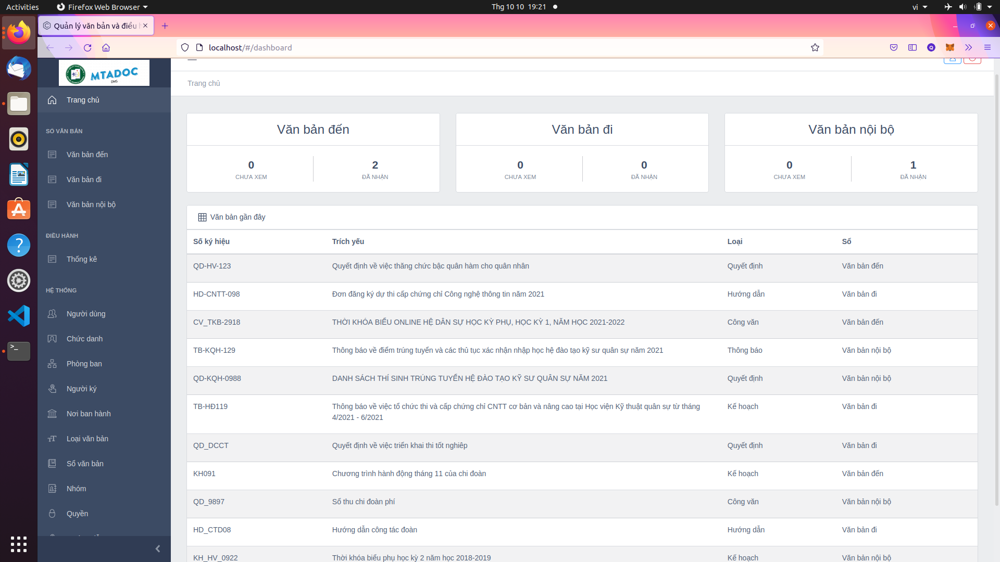 Activities
Firefox Web Browser
Thg 10 10 19:21
vi
Quản lý văn bản và điều
localhost/#/dashboard
MTADOC
DMS
Trang chủ
SỔ VĂN BẢN
Văn bản đến
Văn bản đi
Văn bản nội bộ
ĐIỀU HÀNH
Thống kê
HỆ THỐNG
Người dùng
Chức danh
Phòng ban
Người ký
Nơi ban hành
Loại văn bản
Sổ văn bản
Nhóm
Quyền
Trang chủ
Văn bản đến
0 2
CHƯA XEM ĐÃ NHẬN
Văn bản đi
0 0
CHƯA XEM ĐÃ NHẬN
Văn bản nội bộ
0 1
CHƯA XEM ĐÃ NHẬN
Văn bản gần đây
Số ký hiệu Trích yếu Loại Sổ
QD-HV-123 Quyết định về việc thăng chức bậc quân hàm cho quân nhân Quyết định Văn bản đến
HD-CNTT-098 Đơn đăng ký dự thi cấp chứng chỉ Công nghệ thông tin năm 2021 Hướng dẫn Văn bản đi
CV_TKB-2918 THỜI KHÓA BIỂU ONLINE HỆ DÂN SỰ HỌC KỲ PHỤ, HỌC KỲ 1, NĂM HỌC 2021-2022 Công văn Văn bản đến
TB-KQH-129 Thông báo về điểm trúng tuyển và các thủ tục xác nhận nhập học hệ đào tạo kỹ sư quân sự năm 2021 Thông báo Văn bản nội bộ
QD-KQH-0988 DANH SÁCH THÍ SINH TRÚNG TUYỂN HỆ ĐÀO TẠO KỸ SƯ QUÂN SỰ NĂM 2021 Quyết định Văn bản nội bộ
TB-HĐ119 Thông báo về việc tổ chức thi và cấp chứng chỉ CNTT cơ bản và nâng cao tại Học viện Kỹ thuật quân sự từ tháng Kế hoạch Văn bản đi
4/2021 - 6/2021
QD_DCCT Quyết định về việc triển khai thi tốt nghiêp Quyết định Văn bản đi
KH091 Chương trình hành động tháng 11 của chi đoàn Kế hoạch Văn bản đến
QD_9897 Sổ thu chi đoàn phí Công văn Văn bản nội bộ
HD_CTD08 Hướng dẫn công tác đoàn Hướng dẫn Văn bản đi
KH_HV_0922 Thời khóa biểu phụ học kỳ 2 năm học 2018-2019 Kế hoạch Văn bản nội bộ